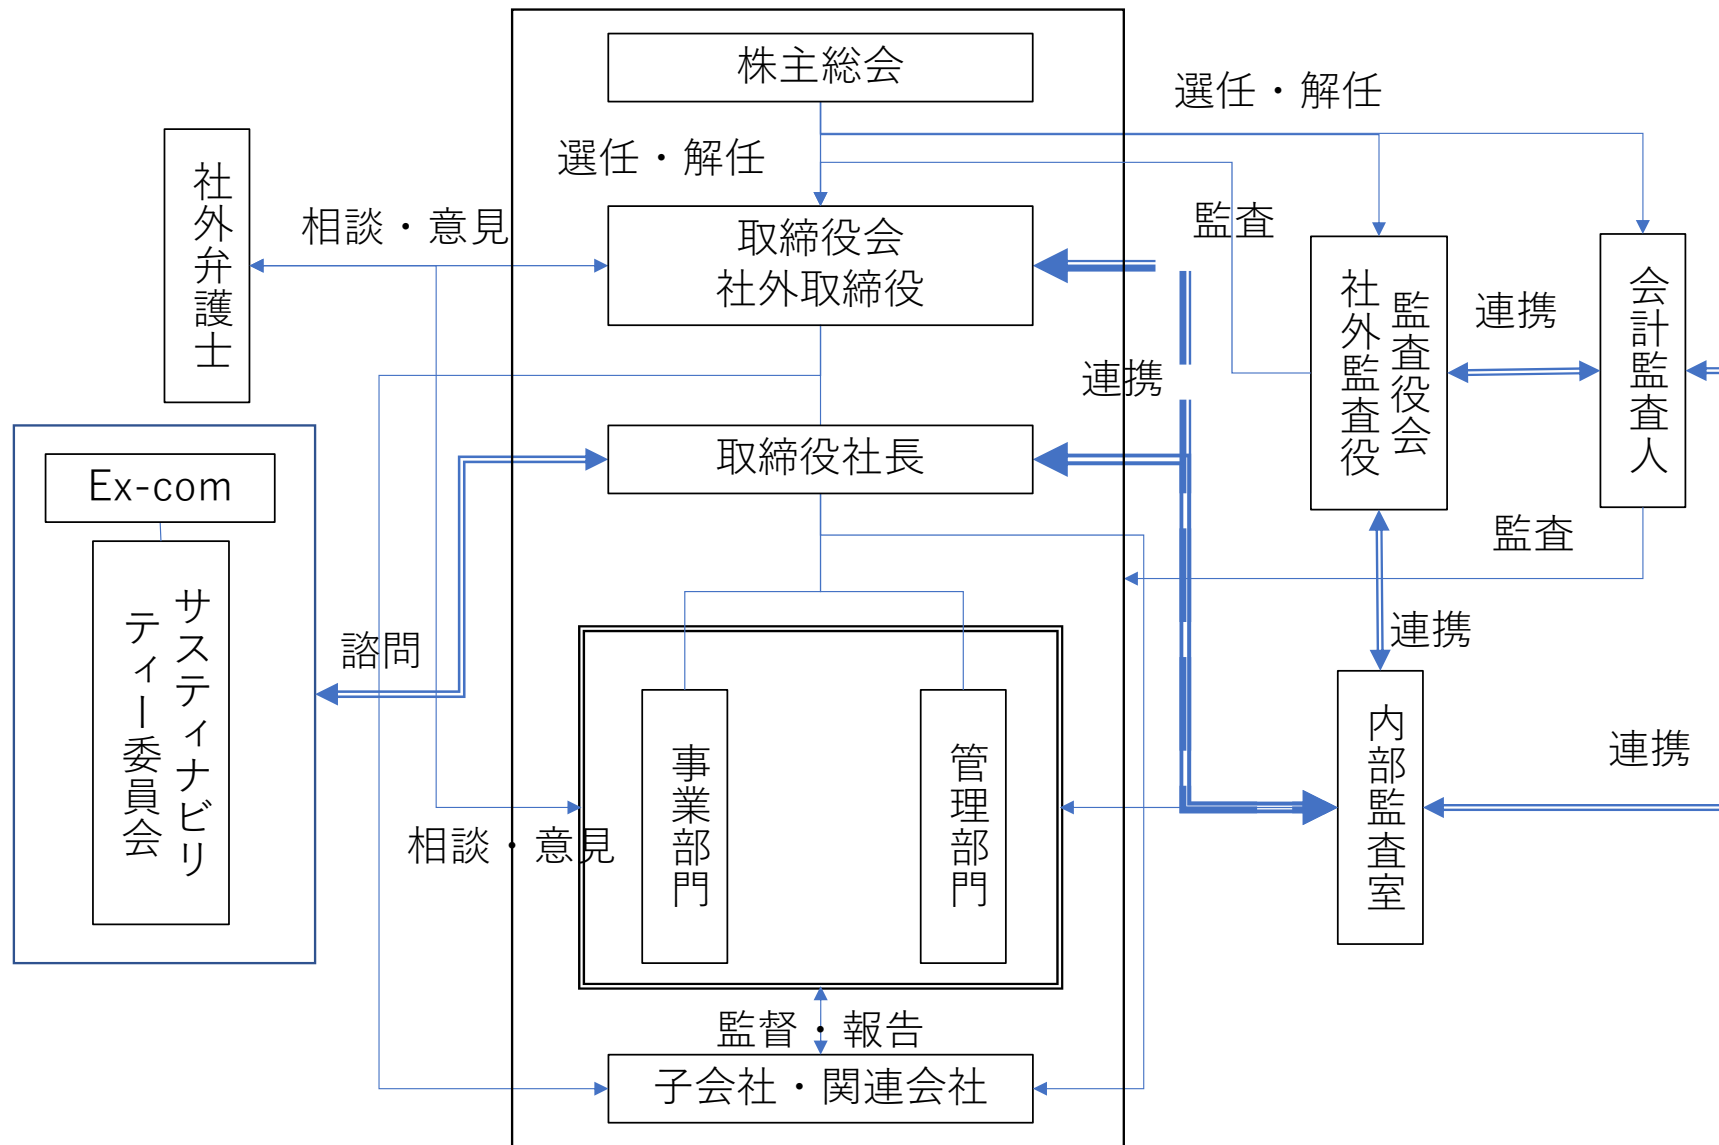 株主総会
選任・解任
選任・解任
社外弁護士
相談・意見
取締役会
社外取締役
監査
監査役会
社外監査役
連携
会計監査人
連携
取締役社長
Ex-com
サスティナビリ
ティー委員会
諮問
監査
連携
事業部門
管理部門
内部監査室
連携
相談・意見
監督・報告
子会社・関連会社